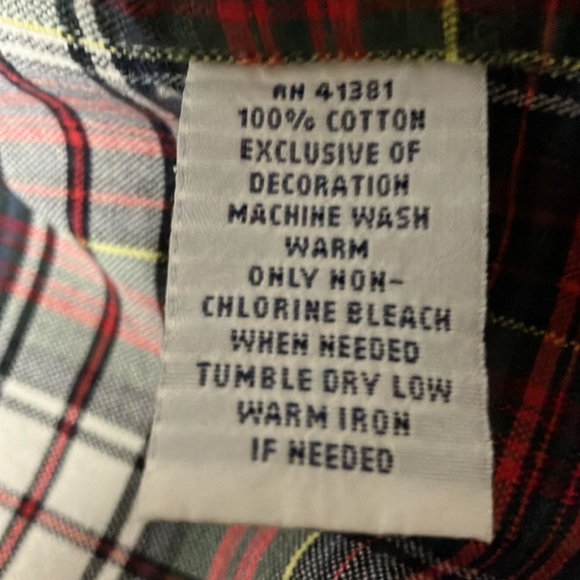 RN 41381
100% COTTON
EXCLUSIVE OF
DECORATION
MACHINE WASH
WARM
ONLY NON-
CHLORINE BLEACH
WHEN NEEDED
TUMBLE DRY LOW
WARM IRON
IF NEEDED